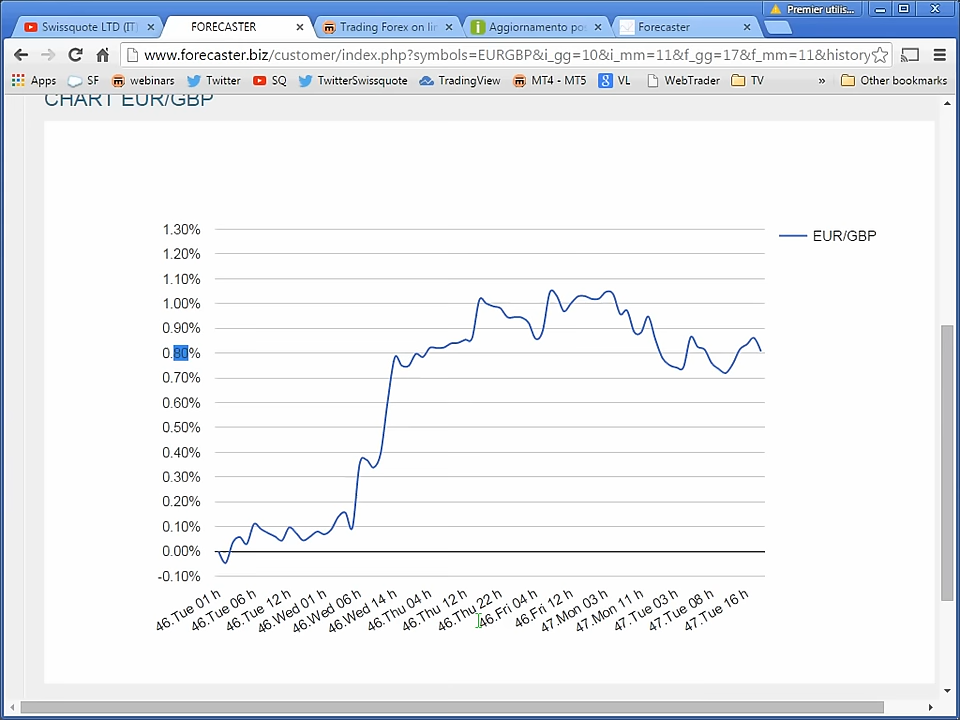 Premier utilis...
Swissquote LTD (IT
FORECASTER
Trading Forex on lin
Aggiornamento po
Forecaster
www.forecaster.biz/customer/index.php?symbols=EURGBP&i_gg=10&i_mm=11&f_gg=17&f_mm=11&history
Apps SF webinars Twitter SQ TwitterSwissquote TradingView MT4 - MT5 VL WebTrader TV » Other bookmarks
CHART EUR/GBP
EUR/GBP
1.30%
1.20%
1.10%
1.00%
0.90%
0.80%
0.70%
0.60%
0.50%
0.40%
0.30%
0.20%
0.10%
0.00%
-0.10%
46.Tue 01 h
46.Tue 06 h
46.Tue 12 h
46.Wed 01 h
46.Wed 06 h
46.Wed 14 h
46.Thu 04 h
46.Thu 12 h
46.Thu 22 h
46.Fri 04 h
46.Fri 12 h
47.Mon 03 h
47.Mon 11 h
47.Tue 03 h
47.Tue 08 h
47.Tue 16 h